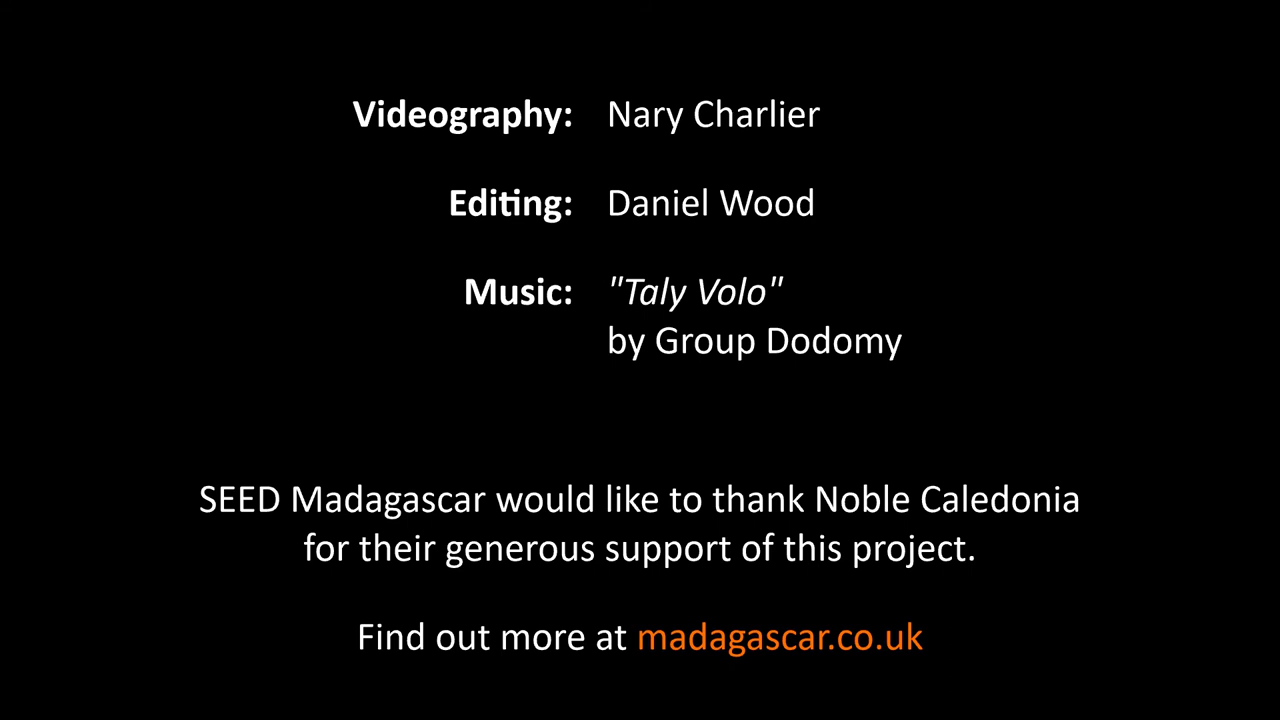 Videography: Nary Charlier
Editing: Daniel Wood
Music: "Taly Volo"
by Group Dodomy
SEED Madagascar would like to thank Noble Caledonia
for their generous support of this project.
Find out more at madagascar.co.uk